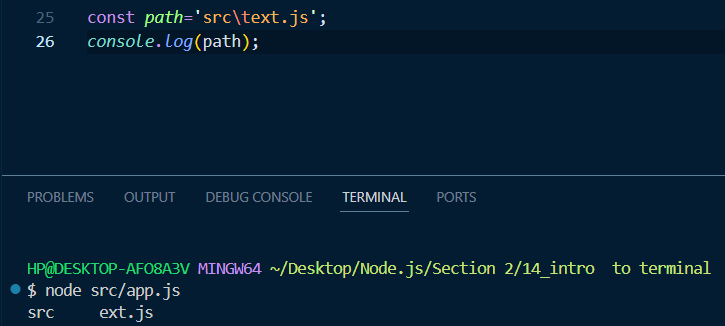 25 const path='src\text.js';
26 console.log(path);
PROBLEMS OUTPUT DEBUG CONSOLE TERMINAL PORTS
HP@DESKTOP-AFO8A3V MINGW64 ~/Desktop/Node.js/Section 2/14_intro  to terminal
$ node src/app.js
src     ext.js